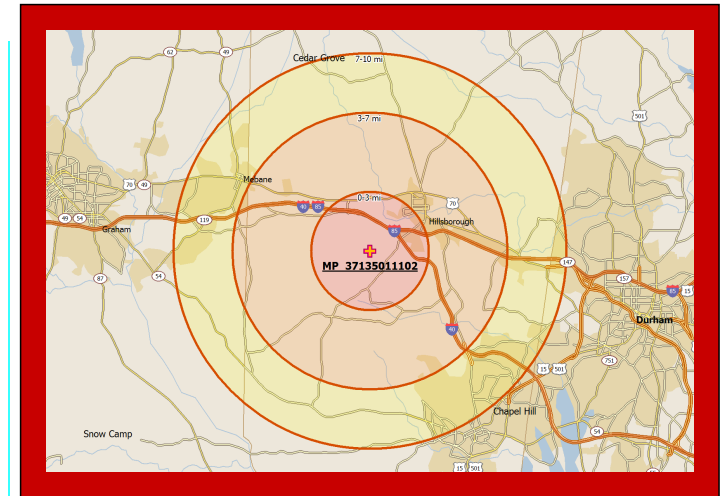 Cedar Grove
7-10 mi
62
49
501
3-7 mi
70
49
Mebane
0-3 mi
40
85
70
49
54
119
Graham
Hillsborough
85
MP_37135011102
54
87
147
157
85
15
40
Durham
751
15
501
Chapel Hill
Snow Camp
54
15
501